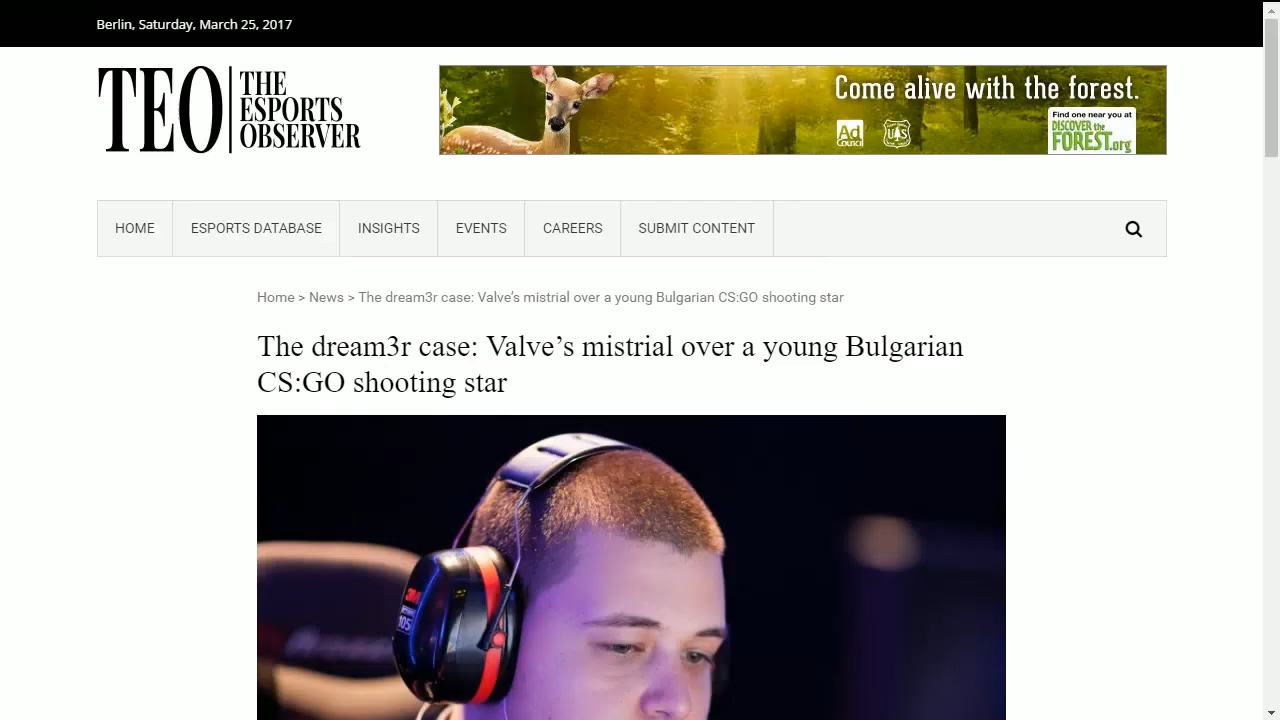 Berlin, Saturday, March 25, 2017
TEO
THE
ESPORTS
OBSERVER
Come alive with the forest.
Ad
COUNCIL
U S
Find one near you at
DISCOVER the
FOREST.org
HOME
ESPORTS DATABASE
INSIGHTS
EVENTS
CAREERS
SUBMIT CONTENT
Home > News > The dream3r case: Valve’s mistrial over a young Bulgarian CS:GO shooting star
The dream3r case: Valve’s mistrial over a young Bulgarian
CS:GO shooting star
3M
105